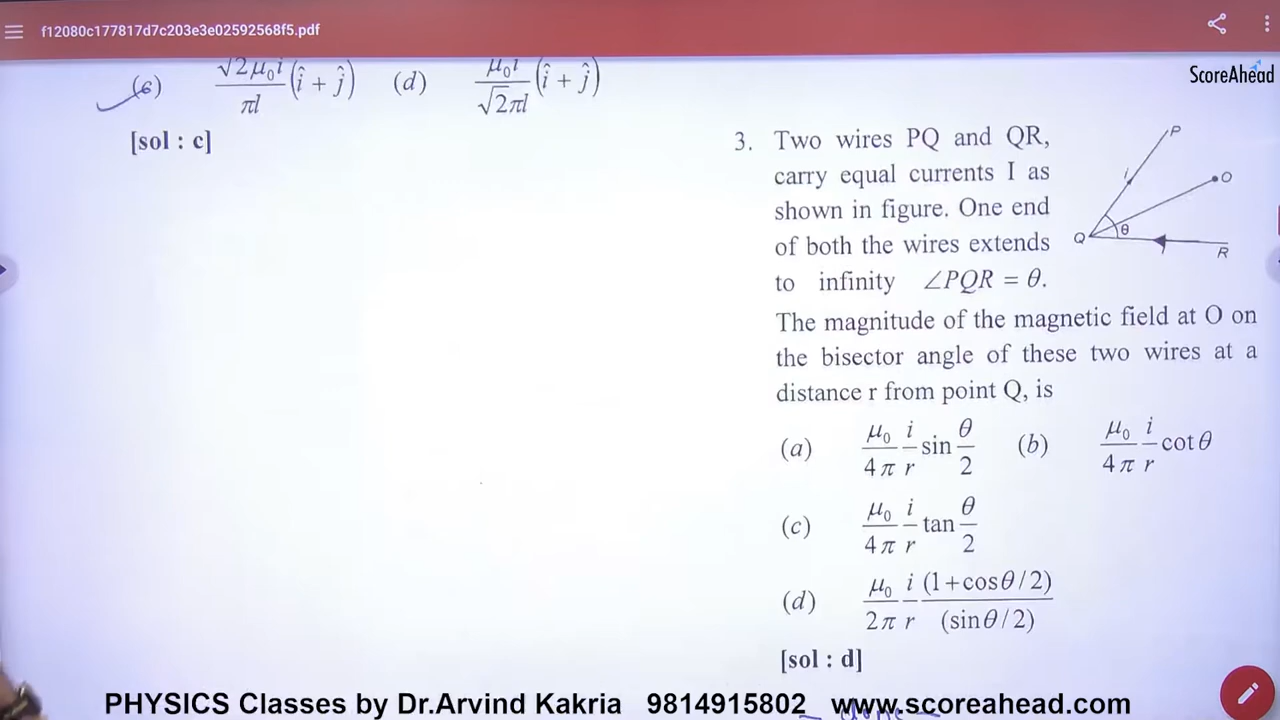 f12080c177817d7c203e3e02592568f5.pdf
ScoreAhead
(c) √2μ₀i/πl (î + ĵ) (d) μ₀i/√2πl (î + ĵ)
[sol : c]
3. Two wires PQ and QR,
carry equal currents I as
shown in figure. One end
of both the wires extends
to infinity ∠PQR = θ.
The magnitude of the magnetic field at O on
the bisector angle of these two wires at a
distance r from point Q, is
P
i
O
Q
θ
R
(a) μ₀/4π i/r sin θ/2 (b) μ₀/4π i/r cot θ
(c) μ₀/4π i/r tan θ/2
(d) μ₀/2π i/r (1+cosθ/2)/(sinθ/2)
[sol : d]
PHYSICS Classes by Dr.Arvind Kakria 9814915802 www.scoreahead.com